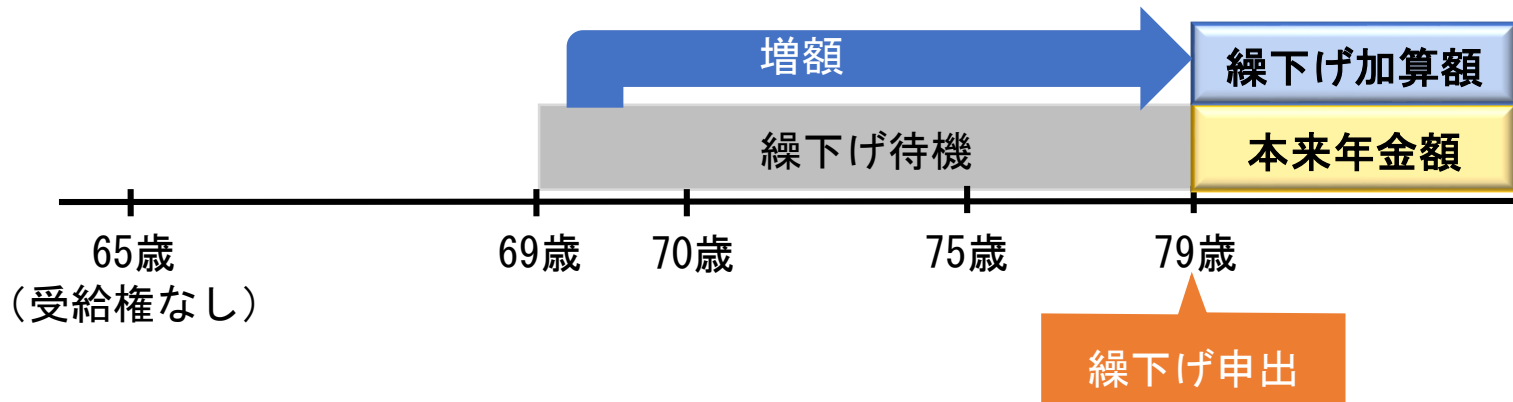 増額
繰下げ加算額
繰下げ待機
本来年金額
65歳
69歳
70歳
75歳
79歳
（受給権なし）
繰下げ申出